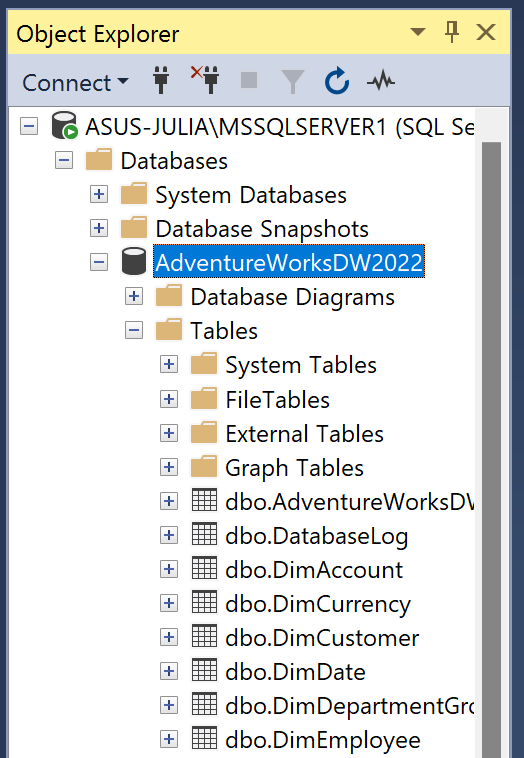 Object Explorer
Connect
ASUS-JULIA\MSSQLSERVER1 (SQL Se
Databases
System Databases
Database Snapshots
AdventureWorksDW2022
Database Diagrams
Tables
System Tables
FileTables
External Tables
Graph Tables
dbo.AdventureWorksDW
dbo.DatabaseLog
dbo.DimAccount
dbo.DimCurrency
dbo.DimCustomer
dbo.DimDate
dbo.DimDepartmentGro
dbo.DimEmployee